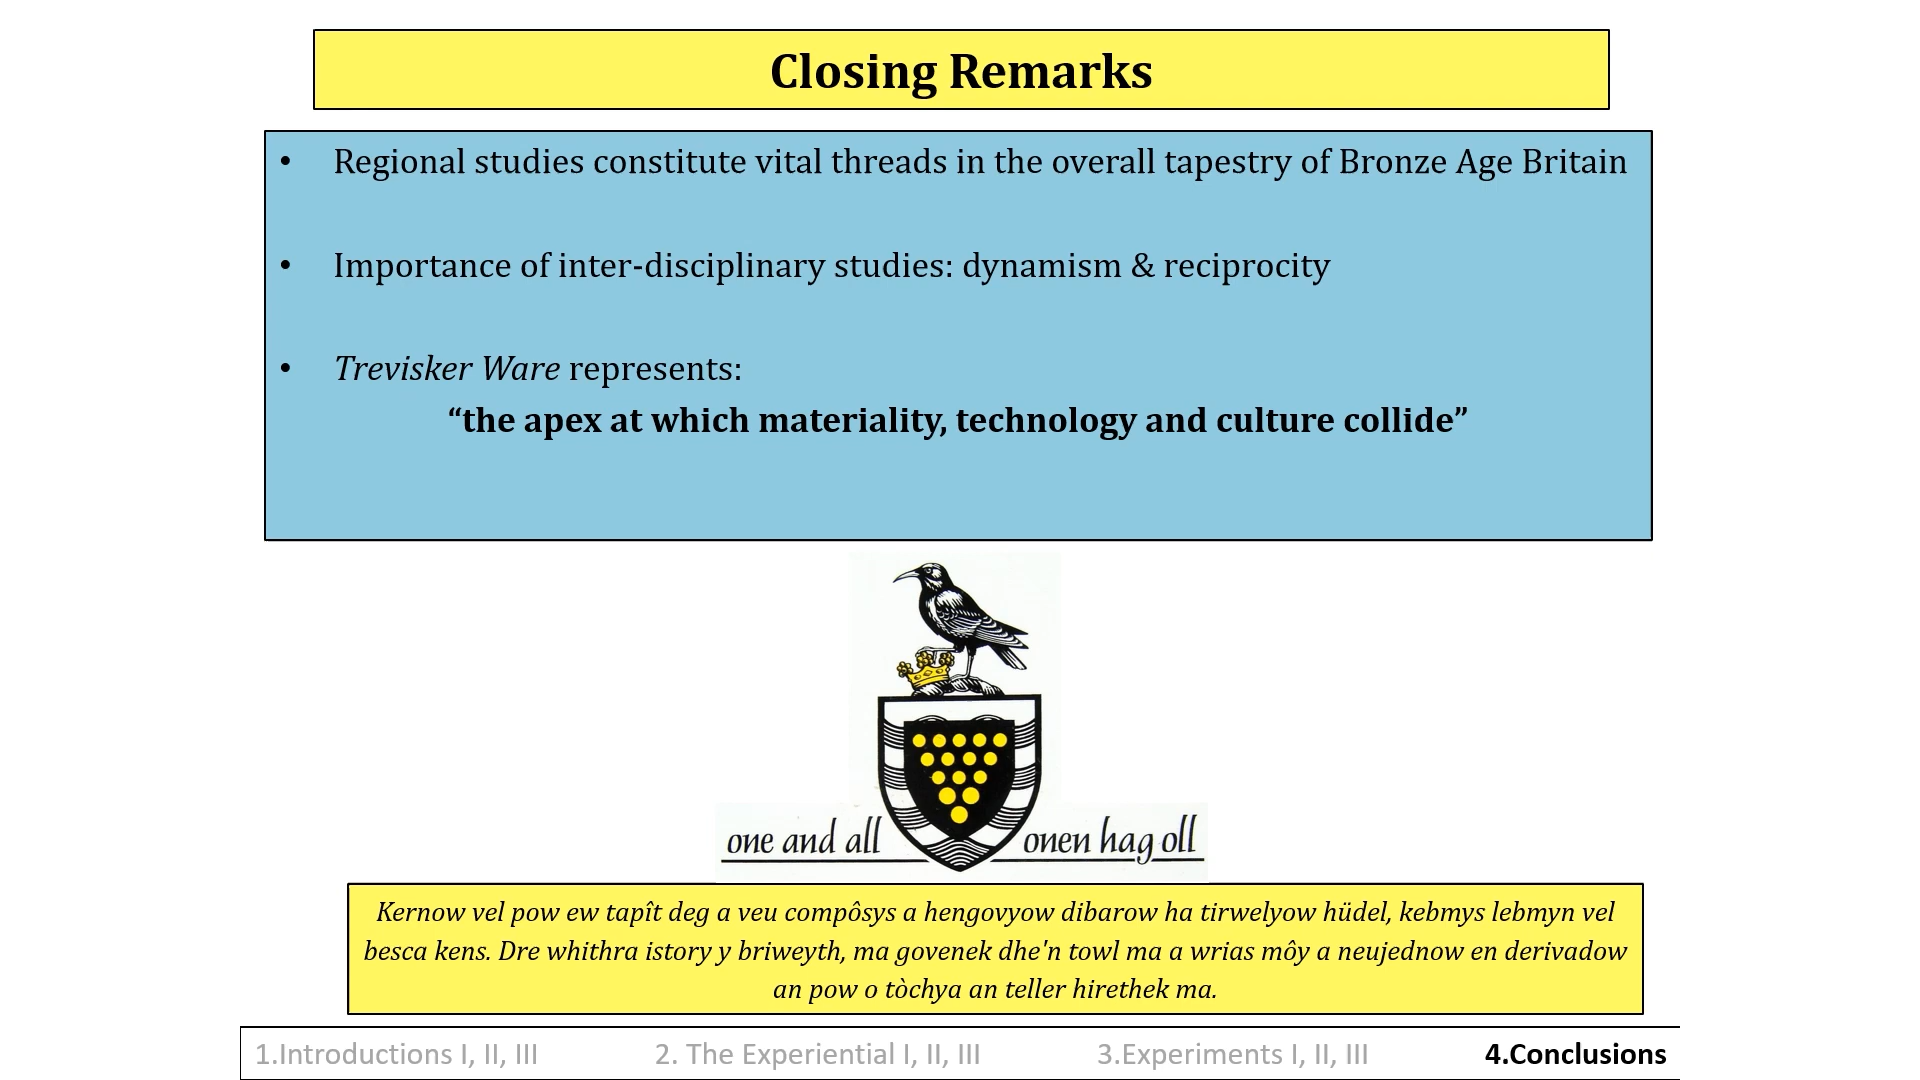 Closing Remarks
• Regional studies constitute vital threads in the overall tapestry of Bronze Age Britain
• Importance of inter-disciplinary studies: dynamism & reciprocity
• Trevisker Ware represents:
“the apex at which materiality, technology and culture collide”
one and all
onen hag oll
Kernow vel pow ew tapît deg a veu compôsys a hengovyow dibarow ha tirwelyow hüdel, kebmys lebmyn vel
besca kens. Dre whithra istory y briweyth, ma govenek dhe'n towl ma a wrias môy a neujednow en derivadow
an pow o tòchya an teller hirethek ma.
1.Introductions I, II, III
2. The Experiential I, II, III
3.Experiments I, II, III
4.Conclusions